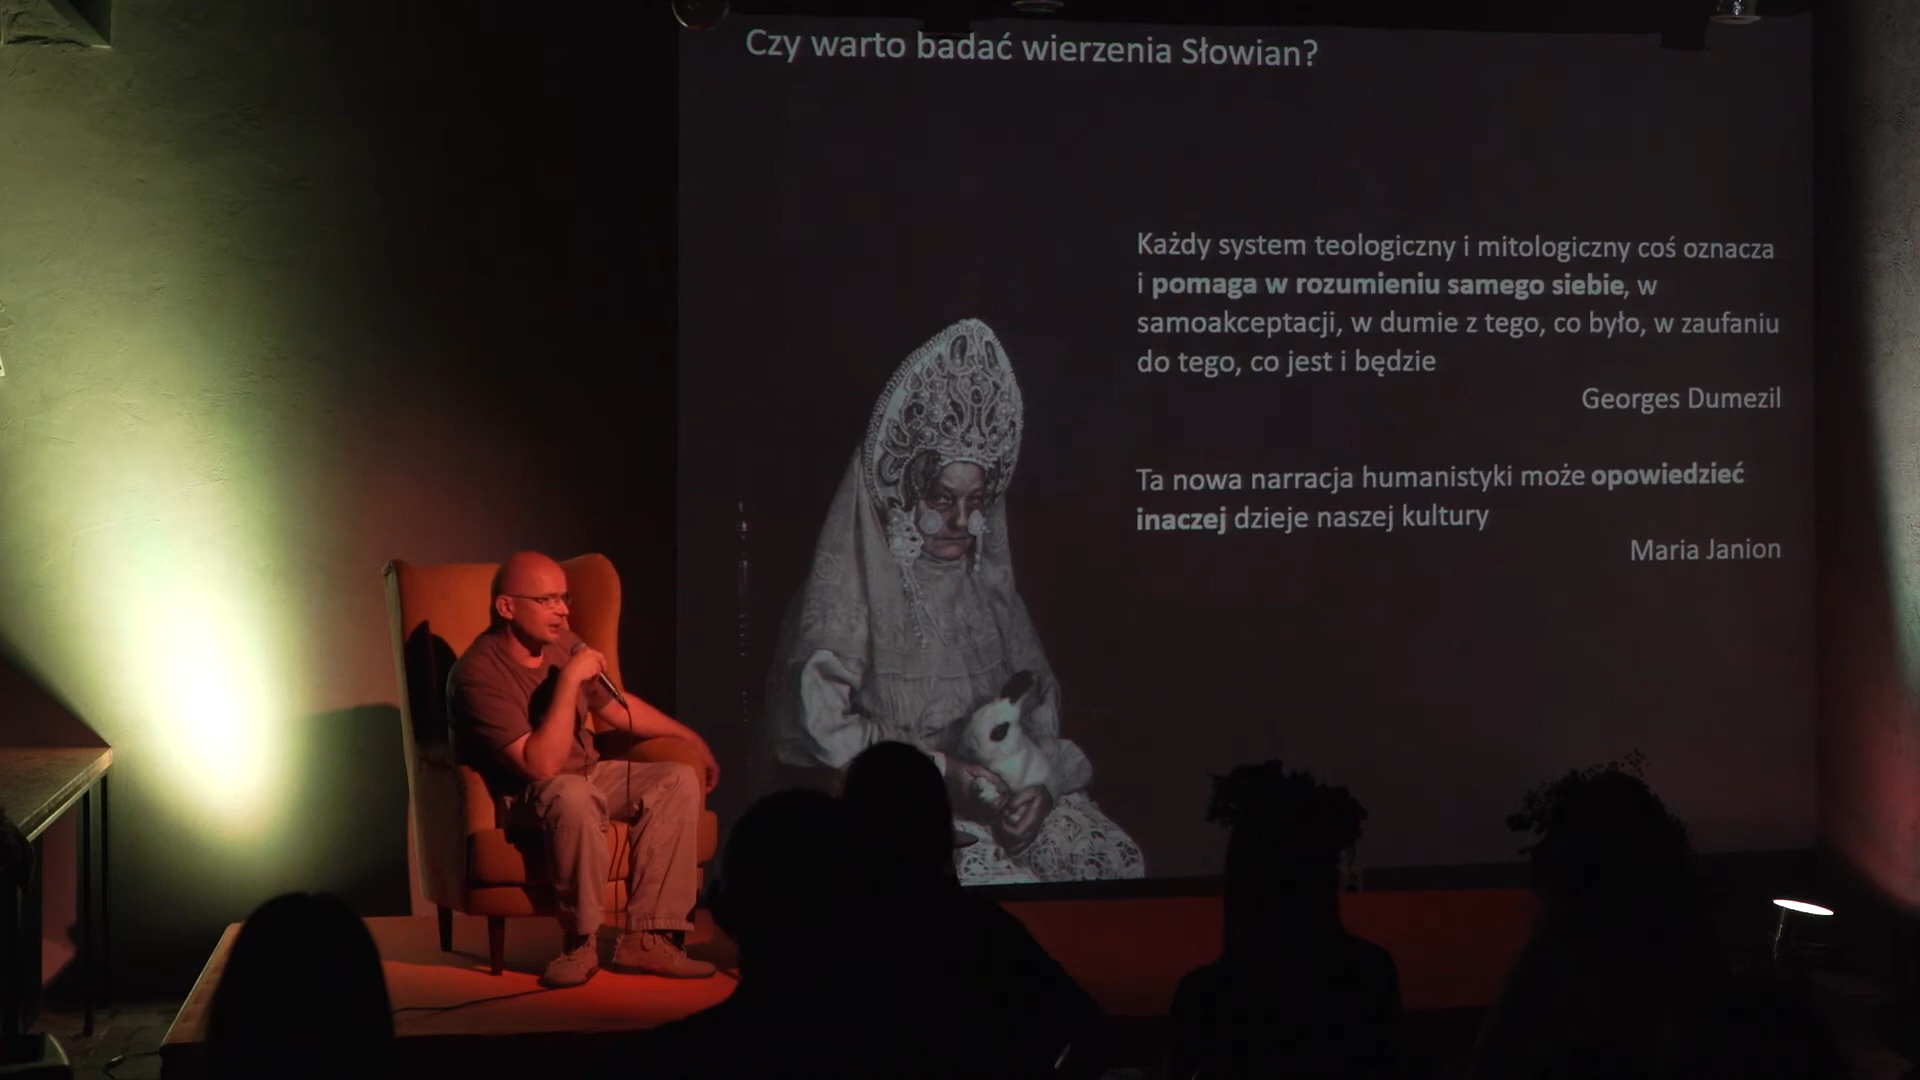 Czy warto badać wierzenia Słowian?
Każdy system teologiczny i mitologiczny coś oznacza
i pomaga w rozumieniu samego siebie, w
samoakceptacji, w dumie z tego, co było, w zaufaniu
do tego, co jest i będzie
Georges Dumezil
Ta nowa narracja humanistyki może opowiedzieć
inaczej dzieje naszej kultury
Maria Janion